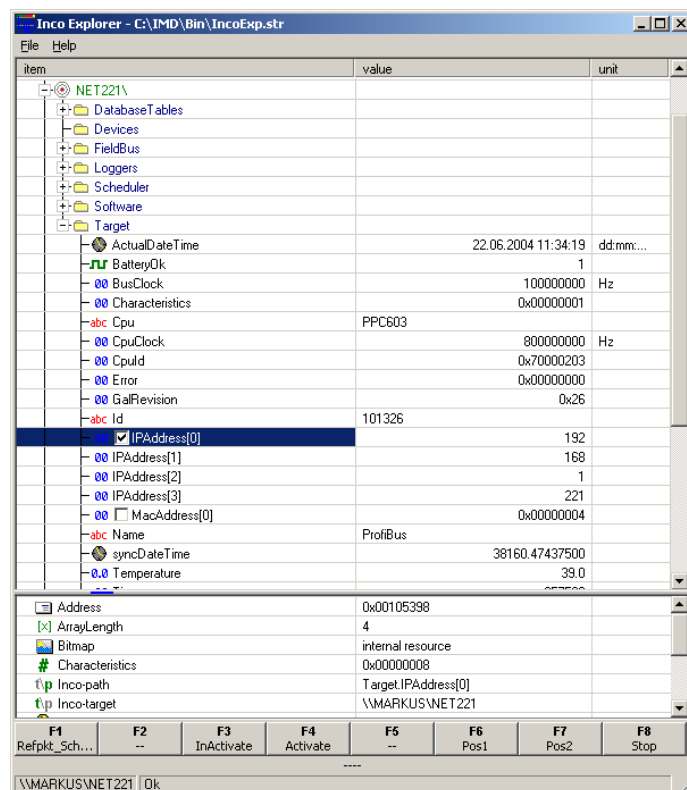 Inco Explorer - C:\IMD\Bin\IncoExp.str
File Help
item value unit
NET221\
DatabaseTables
Devices
FieldBus
Loggers
Scheduler
Software
Target
ActualDateTime 22.06.2004 11:34:19 dd:mm:...
BatteryOk 1
00 BusClock 100000000 Hz
00 Characteristics 0x00000001
abc Cpu PPC603
00 CpuClock 800000000 Hz
00 CpuId 0x70000203
00 Error 0x00000000
00 GalRevision 0x26
abc Id 101326
00 IPAddress[0] 192
00 IPAddress[1] 168
00 IPAddress[2] 1
00 IPAddress[3] 221
00 MacAddress[0] 0x00000004
abc Name ProfiBus
syncDateTime 38160.47437500
0.0 Temperature 39.0
Address 0x00105398
[x] ArrayLength 4
Bitmap internal resource
# Characteristics 0x00000008
t\p Inco-path Target.IPAddress[0]
t\p Inco-target \\MARKUS\NET221
F1 F2 F3 F4 F5 F6 F7 F8
Refpkt_Sch... -- InActivate Activate -- Pos1 Pos2 Stop
----
\\MARKUS\NET221 Ok